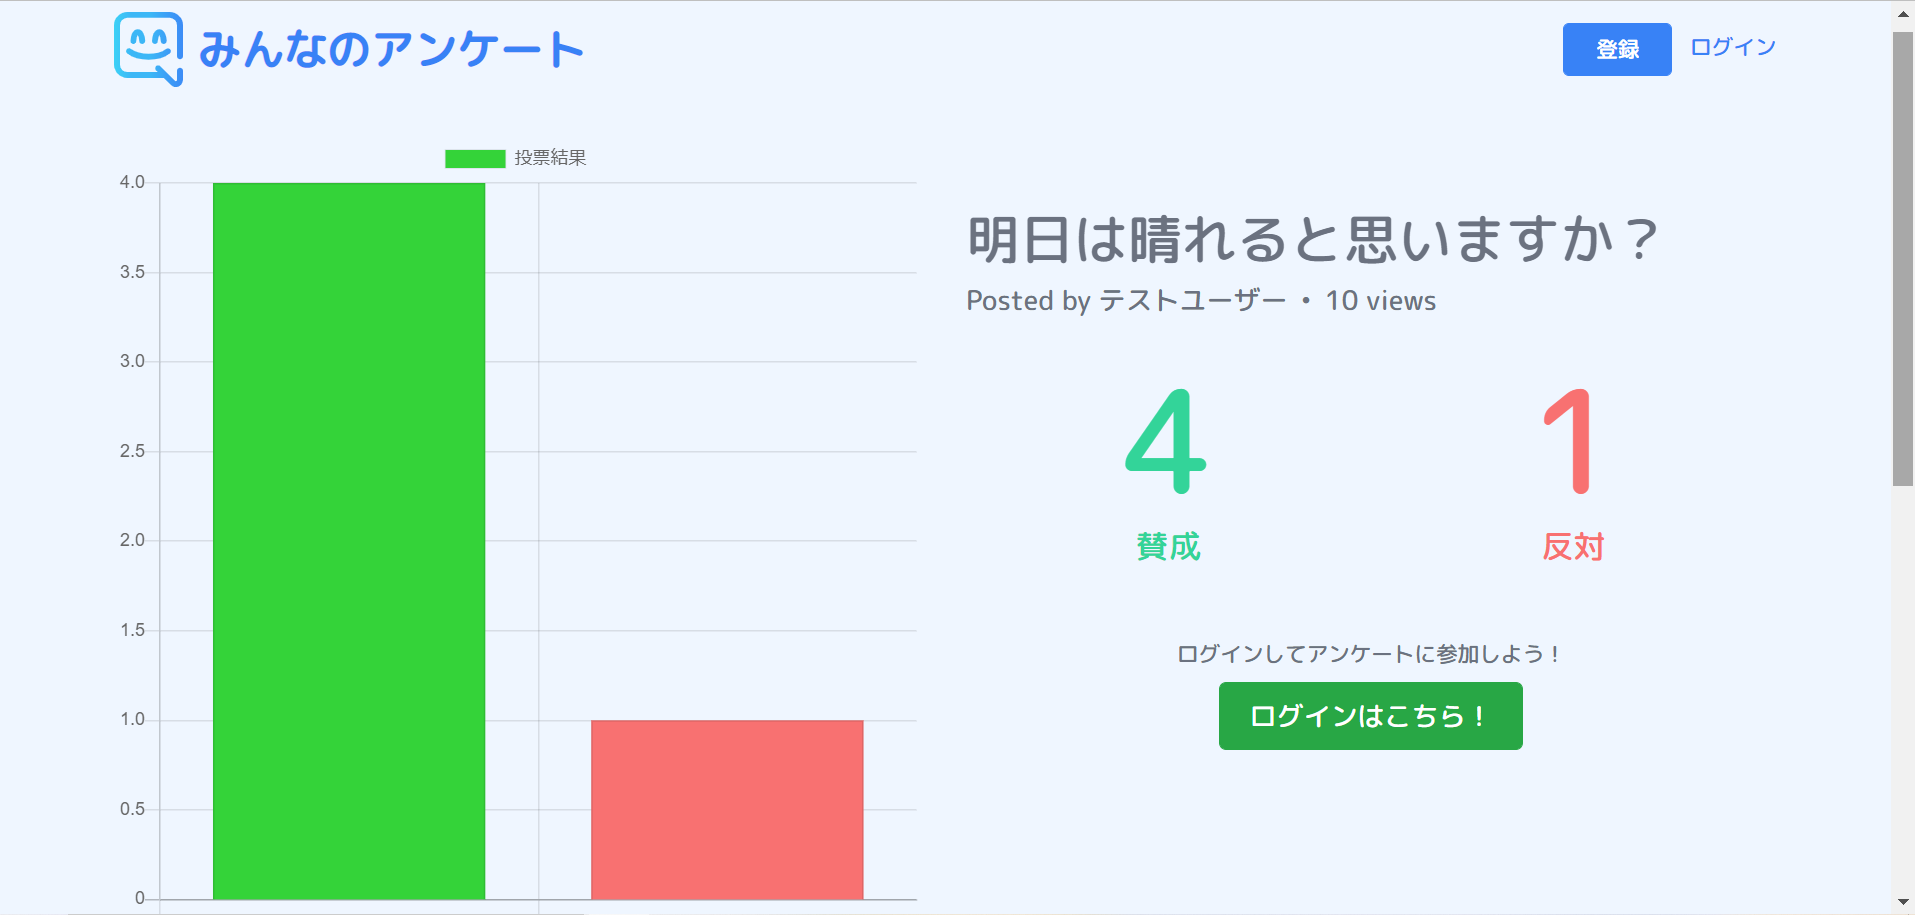 みんなのアンケート
登録
ログイン
投票結果
4.0
3.5
3.0
2.5
2.0
1.5
1.0
0.5
0
明日は晴れると思いますか？
Posted by テストユーザー • 10 views
4
賛成
1
反対
ログインしてアンケートに参加しよう！
ログインはこちら！